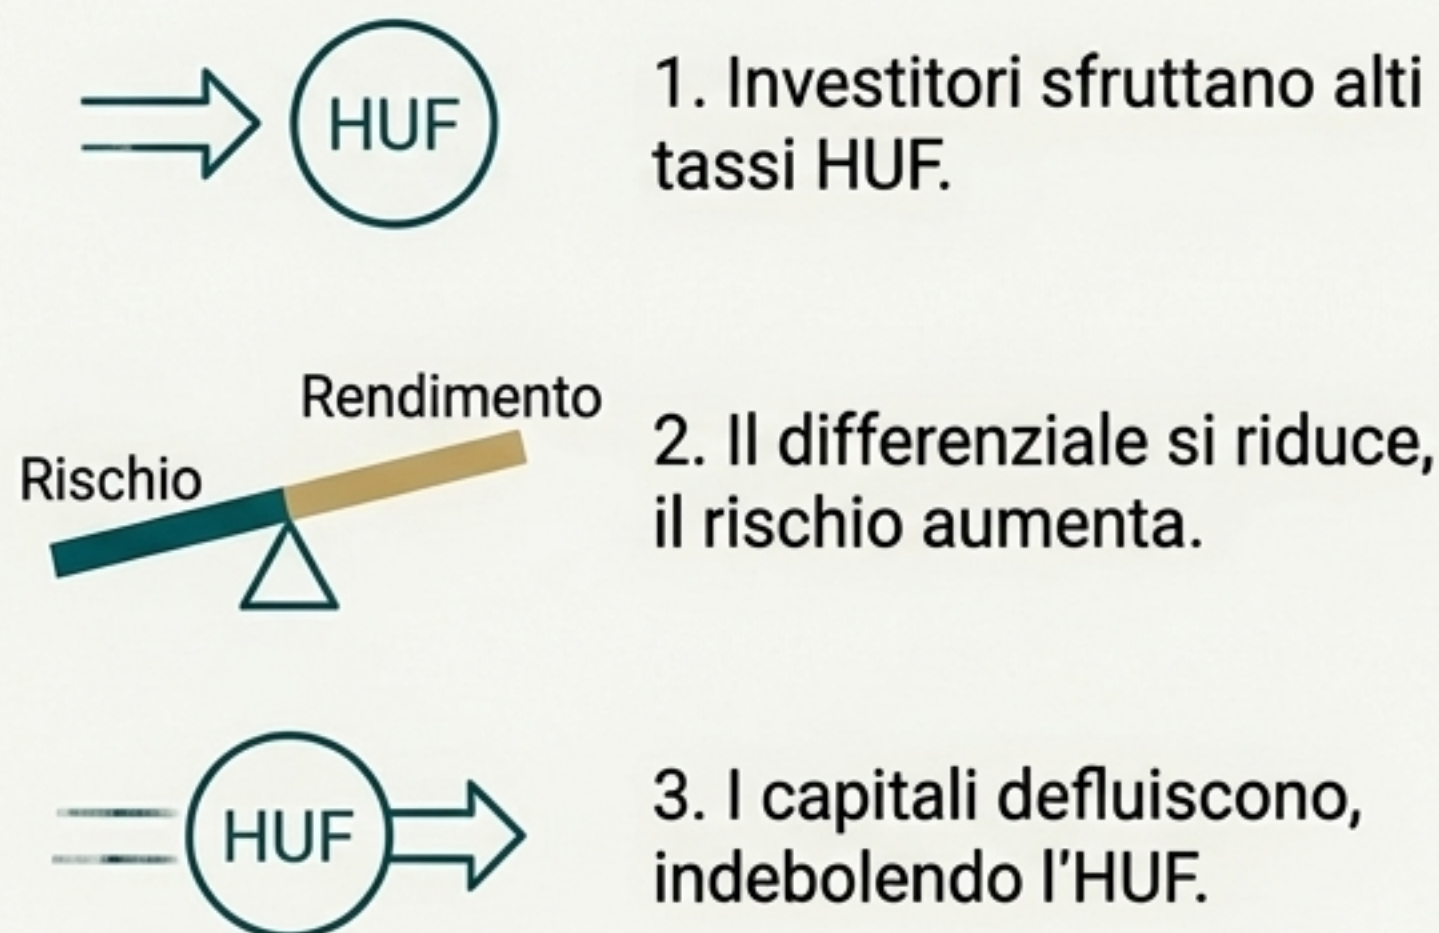 HUF
1. Investitori sfruttano alti
tassi HUF.
Rendimento
Rischio
2. Il differenziale si riduce,
il rischio aumenta.
HUF
3. I capitali defluiscono,
indebolendo l'HUF.